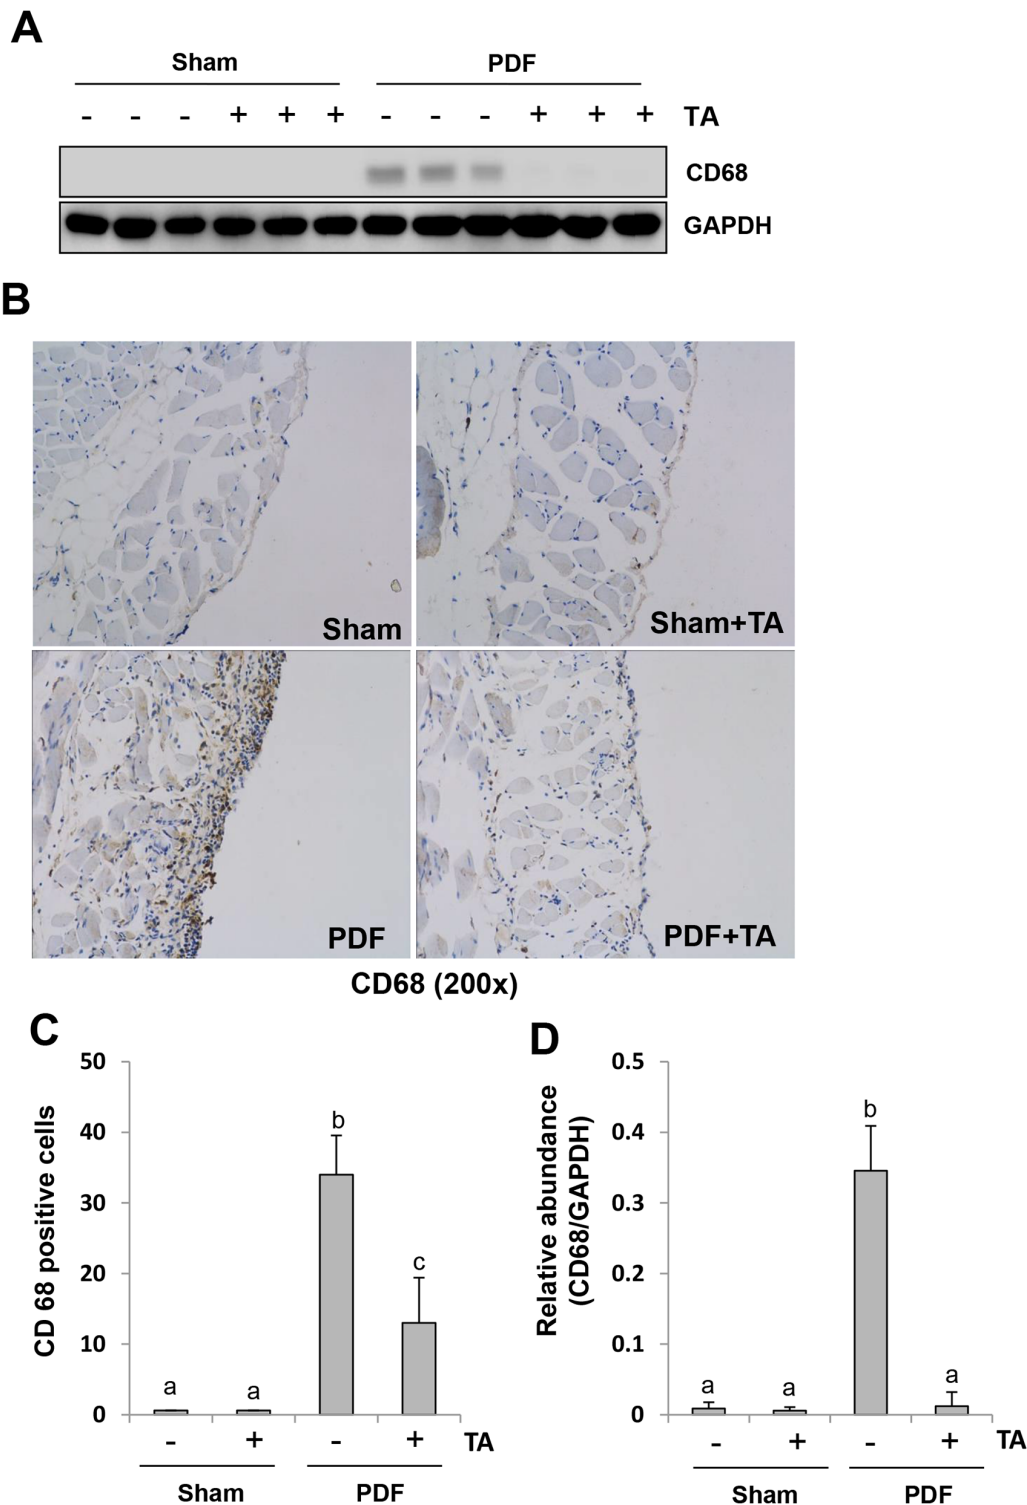 A
Sham PDF
- - - + + + - - - + + + TA
CD68
GAPDH
B
Sham
Sham+TA
PDF
PDF+TA
CD68 (200x)
C
CD 68 positive cells
50
40
30
20
10
0
a
a
b
c
- + - + TA
Sham PDF
D
Relative abundance
(CD68/GAPDH)
0.5
0.4
0.3
0.2
0.1
0
a
a
b
a
- + - + TA
Sham PDF